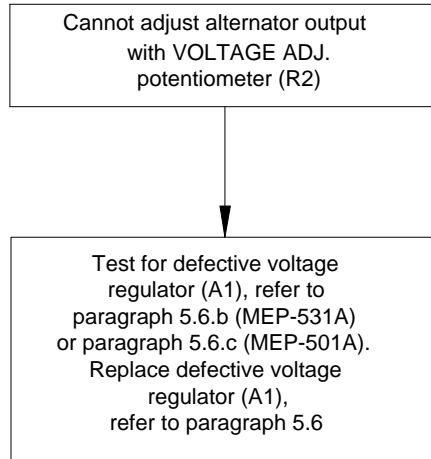 Cannot adjust alternator output
with VOLTAGE ADJ.
potentiometer (R2)
Test for defective voltage
regulator (A1), refer to
paragraph 5.6.b (MEP-531A)
or paragraph 5.6.c (MEP-501A).
Replace defective voltage
regulator (A1),
refer to paragraph 5.6